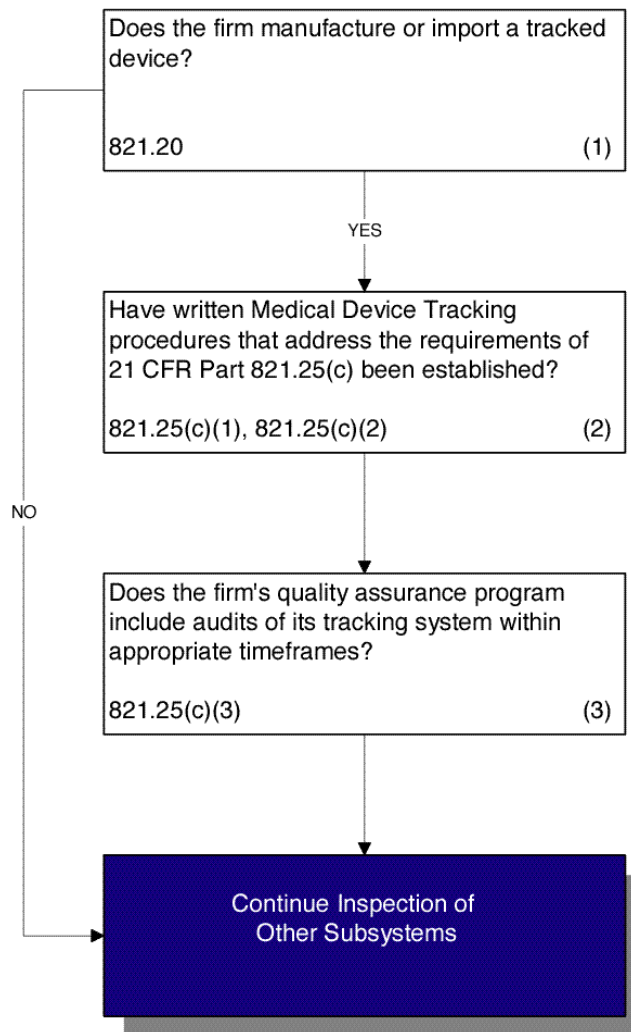 Does the firm manufacture or import a tracked
device?
821.20 (1)
YES
Have written Medical Device Tracking
procedures that address the requirements of
21 CFR Part 821.25(c) been established?
821.25(c)(1), 821.25(c)(2) (2)
NO
Does the firm's quality assurance program
include audits of its tracking system within
appropriate timeframes?
821.25(c)(3) (3)
Continue Inspection of
Other Subsystems